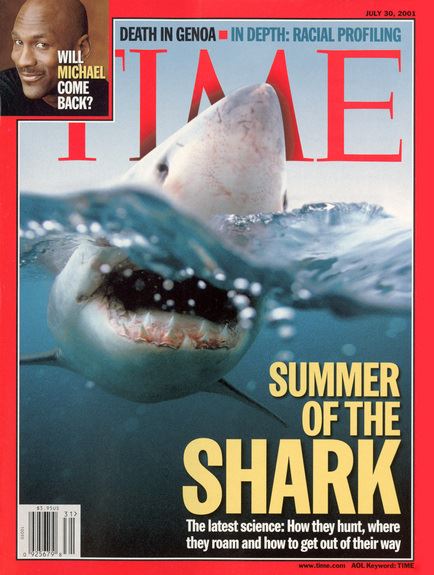 JULY 30, 2001
DEATH IN GENOA ■ IN DEPTH: RACIAL PROFILING
WILL
MICHAEL
COME
BACK?
TIME
SUMMER
OF THE
SHARK
The latest science: How they hunt, where
they roam and how to get out of their way
www.time.com AOL Keyword: TIME
$3.95US
31>
0 925679 8